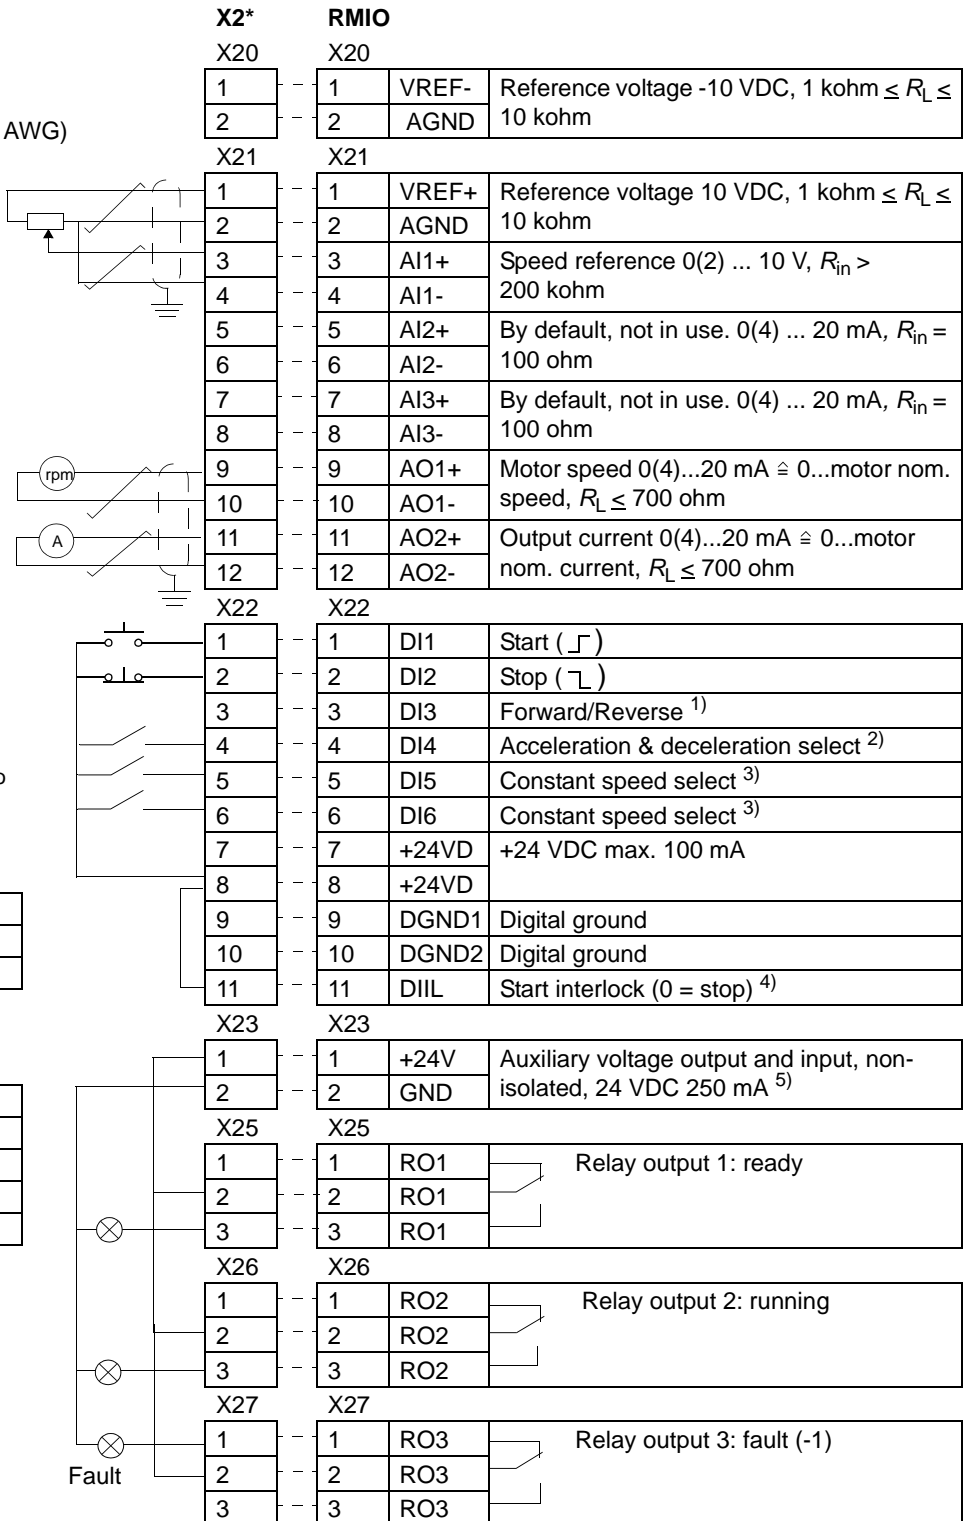 X2* RMIO
X20 X20
1 1 VREF- Reference voltage -10 VDC, 1 kohm ≤ RL ≤
2 2 AGND 10 kohm
AWG)
X21 X21
1 1 VREF+ Reference voltage 10 VDC, 1 kohm ≤ RL ≤
2 2 AGND 10 kohm
3 3 AI1+ Speed reference 0(2) ... 10 V, Rin >
4 4 AI1- 200 kohm
5 5 AI2+ By default, not in use. 0(4) ... 20 mA, Rin =
6 6 AI2- 100 ohm
7 7 AI3+ By default, not in use. 0(4) ... 20 mA, Rin =
8 8 AI3- 100 ohm
rpm 9 9 AO1+ Motor speed 0(4)...20 mA ≙ 0...motor nom.
10 10 AO1- speed, RL ≤ 700 ohm
A 11 11 AO2+ Output current 0(4)...20 mA ≙ 0...motor
12 12 AO2- nom. current, RL ≤ 700 ohm
X22 X22
1 1 DI1 Start ( )
2 2 DI2 Stop ( )
3 3 DI3 Forward/Reverse 1)
4 4 DI4 Acceleration & deceleration select 2)
5 5 DI5 Constant speed select 3)
6 6 DI6 Constant speed select 3)
7 7 +24VD +24 VDC max. 100 mA
8 8 +24VD
9 9 DGND1 Digital ground
10 10 DGND2 Digital ground
11 11 DIIL Start interlock (0 = stop) 4)
X23 X23
1 1 +24V Auxiliary voltage output and input, non-
2 2 GND isolated, 24 VDC 250 mA 5)
X25 X25
1 1 RO1 Relay output 1: ready
2 2 RO1
3 3 RO1
X26 X26
1 1 RO2 Relay output 2: running
2 2 RO2
3 3 RO2
X27 X27
1 1 RO3 Relay output 3: fault (-1)
Fault 2 2 RO3
3 3 RO3